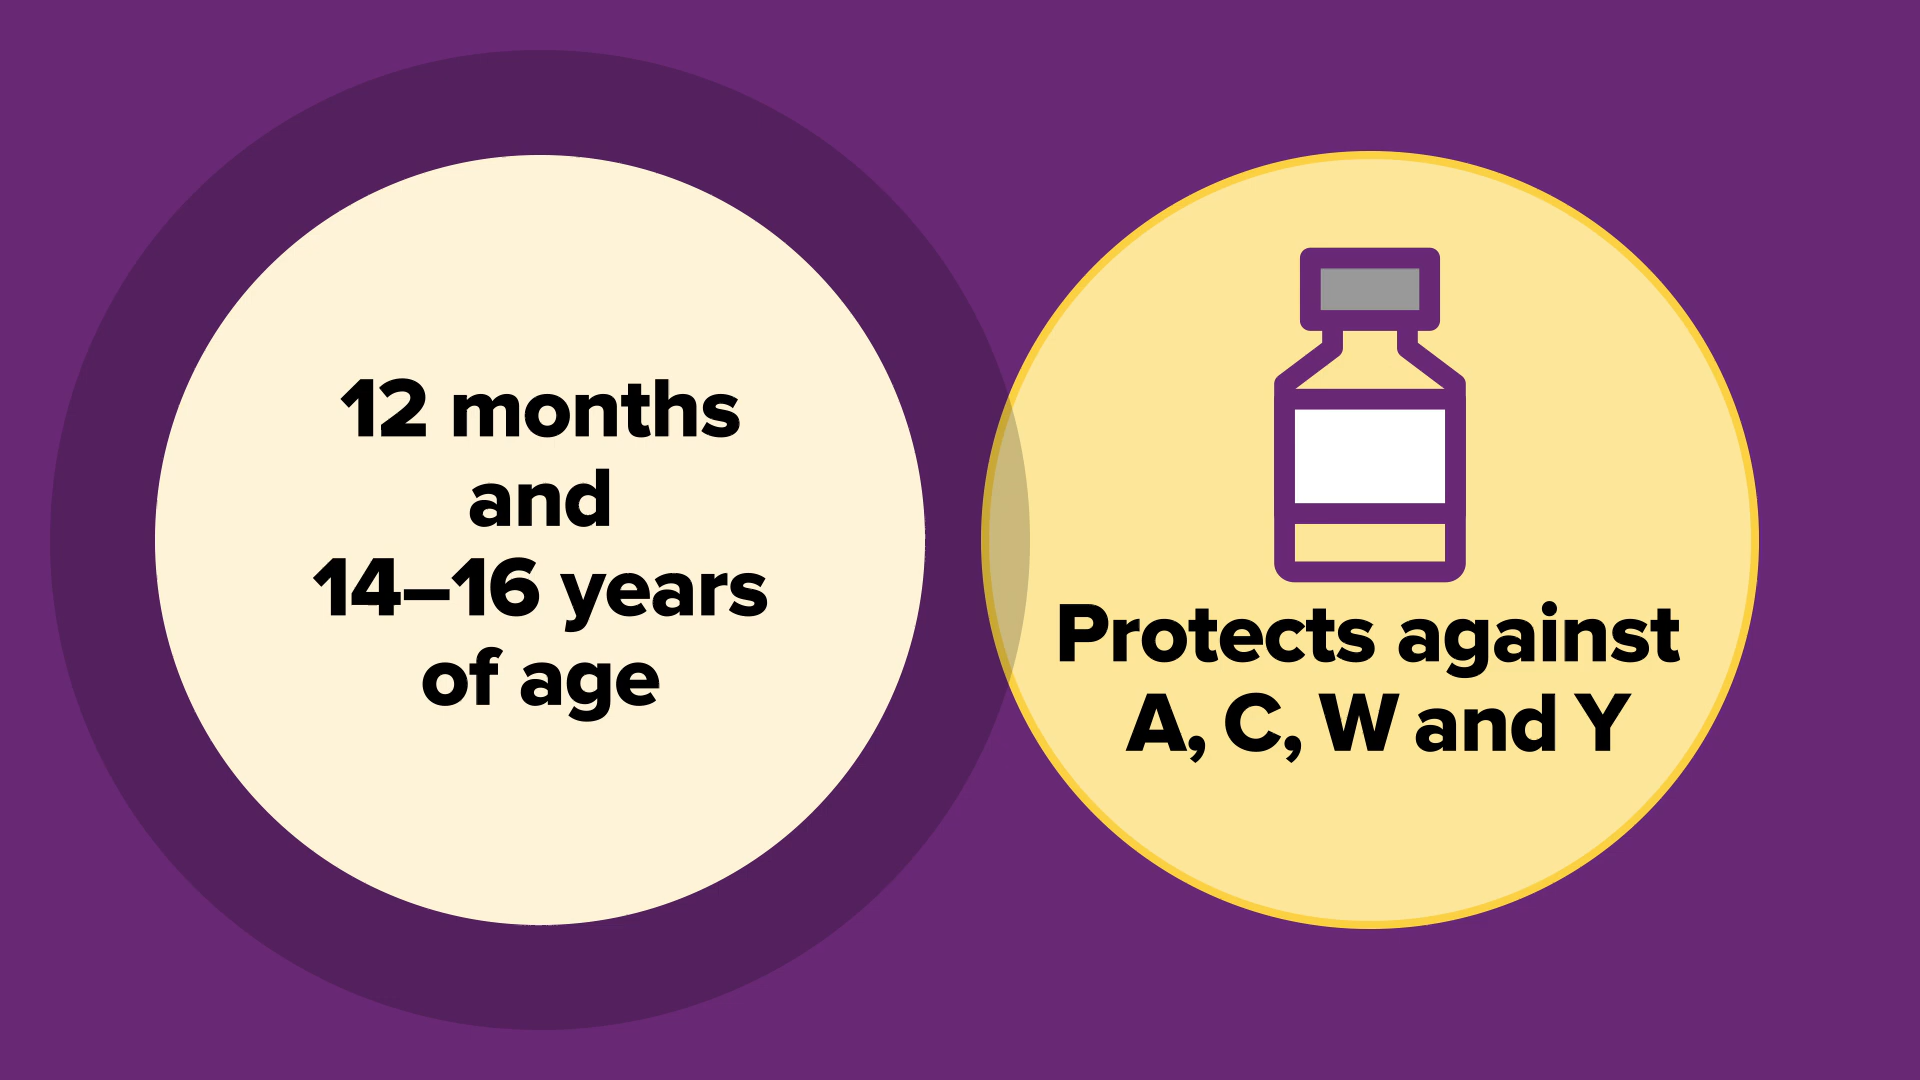 12 months
and
14–16 years
of age
Protects against
A, C, W and Y